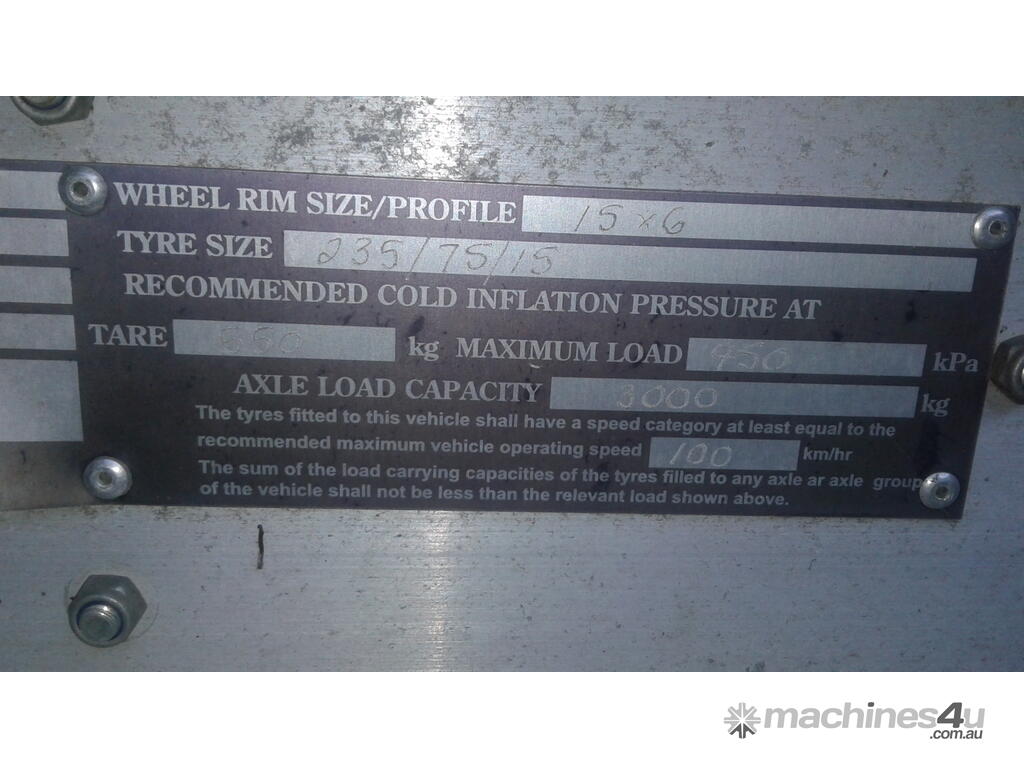 WHEEL RIM SIZE/PROFILE 15x6
TYRE SIZE 235/75/15
RECOMMENDED COLD INFLATION PRESSURE AT
TARE 650 kg MAXIMUM LOAD 450 kPa
AXLE LOAD CAPACITY 3000 kg
The tyres fitted to this vehicle shall have a speed category at least equal to the
recommended maximum vehicle operating speed 100 km/hr
The sum of the load carrying capacities of the tyres filled to any axle ar axle group
of the vehicle shall not be less than the relevant load shown above.
machines4u
.com.au